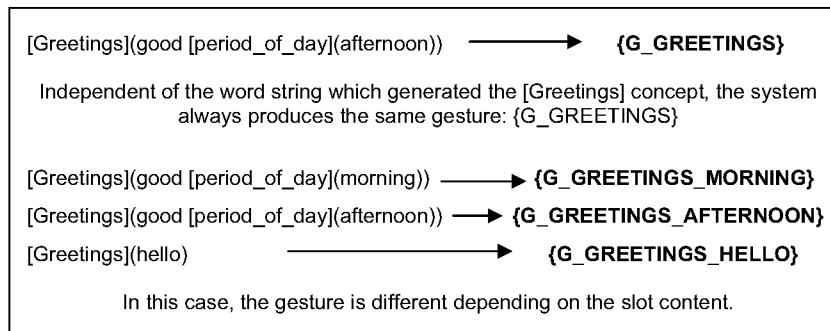 [Greetings](good [period_of_day](afternoon)) {G_GREETINGS}
Independent of the word string which generated the [Greetings] concept, the system
always produces the same gesture: {G_GREETINGS}
[Greetings](good [period_of_day](morning)) {G_GREETINGS_MORNING}
[Greetings](good [period_of_day](afternoon)) {G_GREETINGS_AFTERNOON}
[Greetings](hello) {G_GREETINGS_HELLO}
In this case, the gesture is different depending on the slot content.